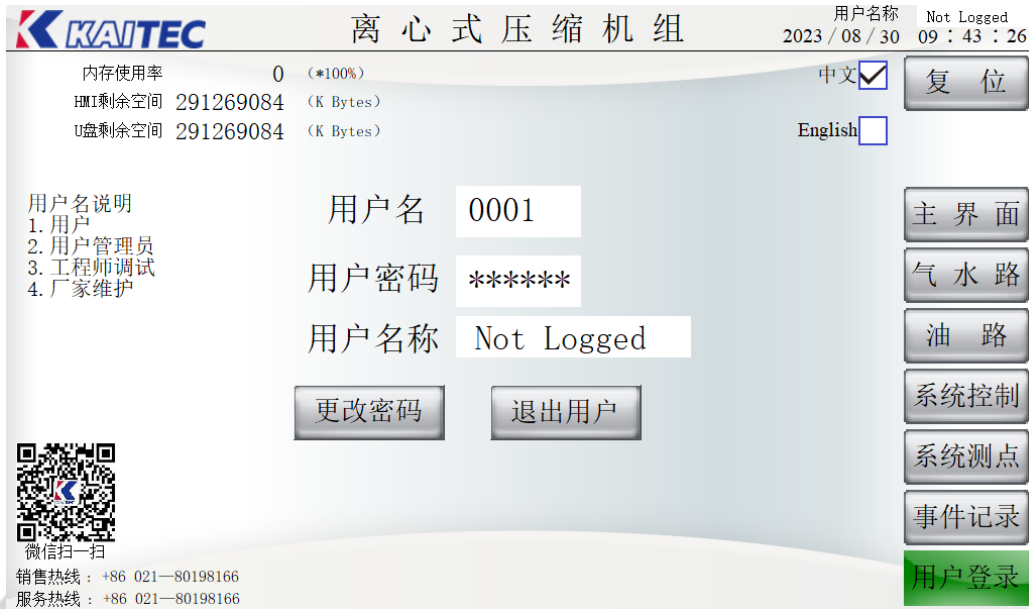 KAITEC
离心式压缩机组
用户名称 Not Logged
2023/08/30 09:43:26
内存使用率 0 (*100%)
HMI剩余空间 291269084 (K Bytes)
U盘剩余空间 291269084 (K Bytes)
中文
English
复位
用户名说明
1.用户
2.用户管理员
3.工程师调试
4.厂家维护
用户名 0001
用户密码 ******
用户名称 Not Logged
更改密码 退出用户
主界面
气水路
油路
系统控制
系统测点
事件记录
用户登录
微信扫一扫
销售热线：+86 021—80198166
服务热线：+86 021—80198166